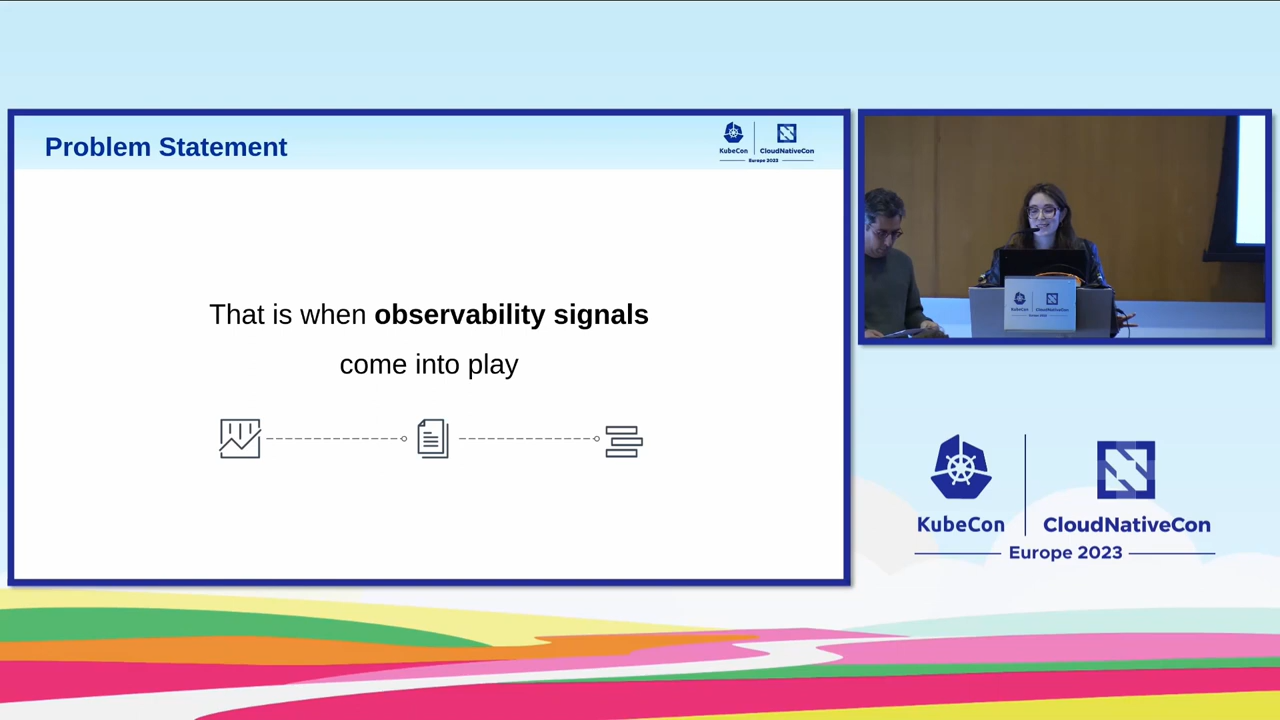 Problem Statement
KubeCon
CloudNativeCon
Europe 2023
That is when observability signals
come into play
KubeCon
CloudNativeCon
Europe 2023